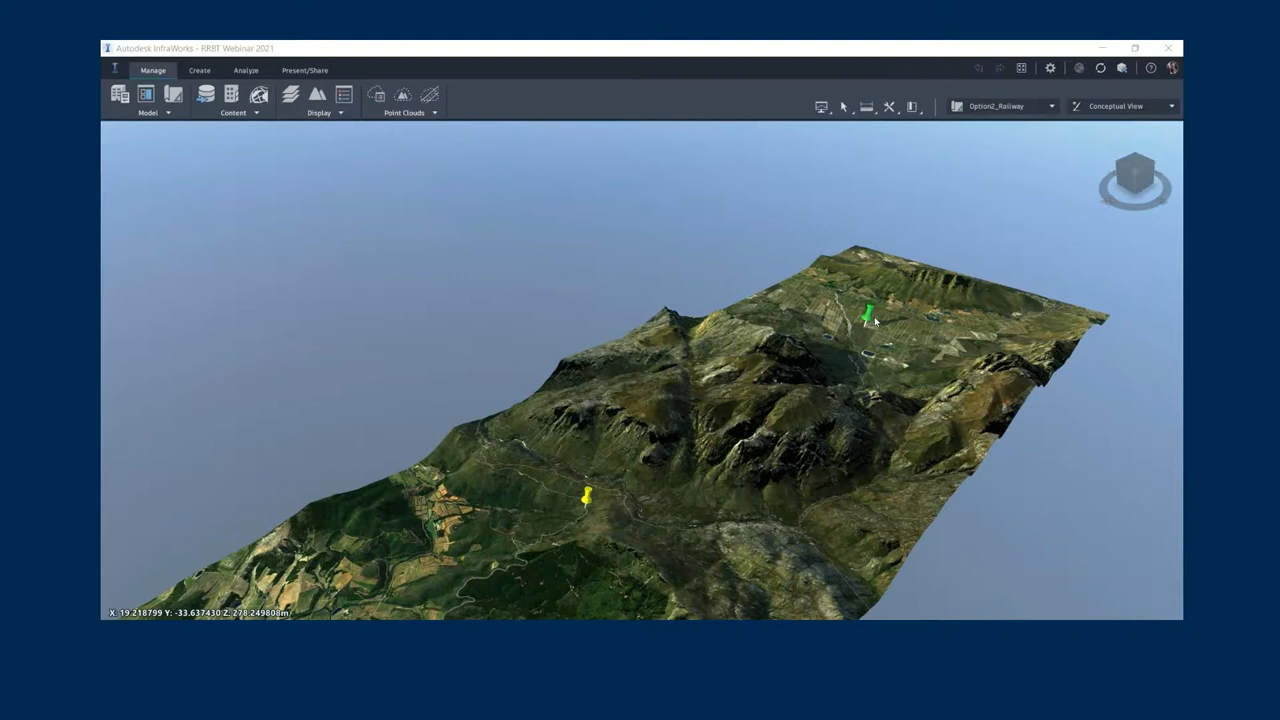 Autodesk InfraWorks - RRBT Webinar 2021
Manage
Create
Analyze
Present/Share
Model
Content
Display
Point Clouds
Option2_Railway
Conceptual View
X: 19.218799 Y: -33.637430 Z: 278.249808m